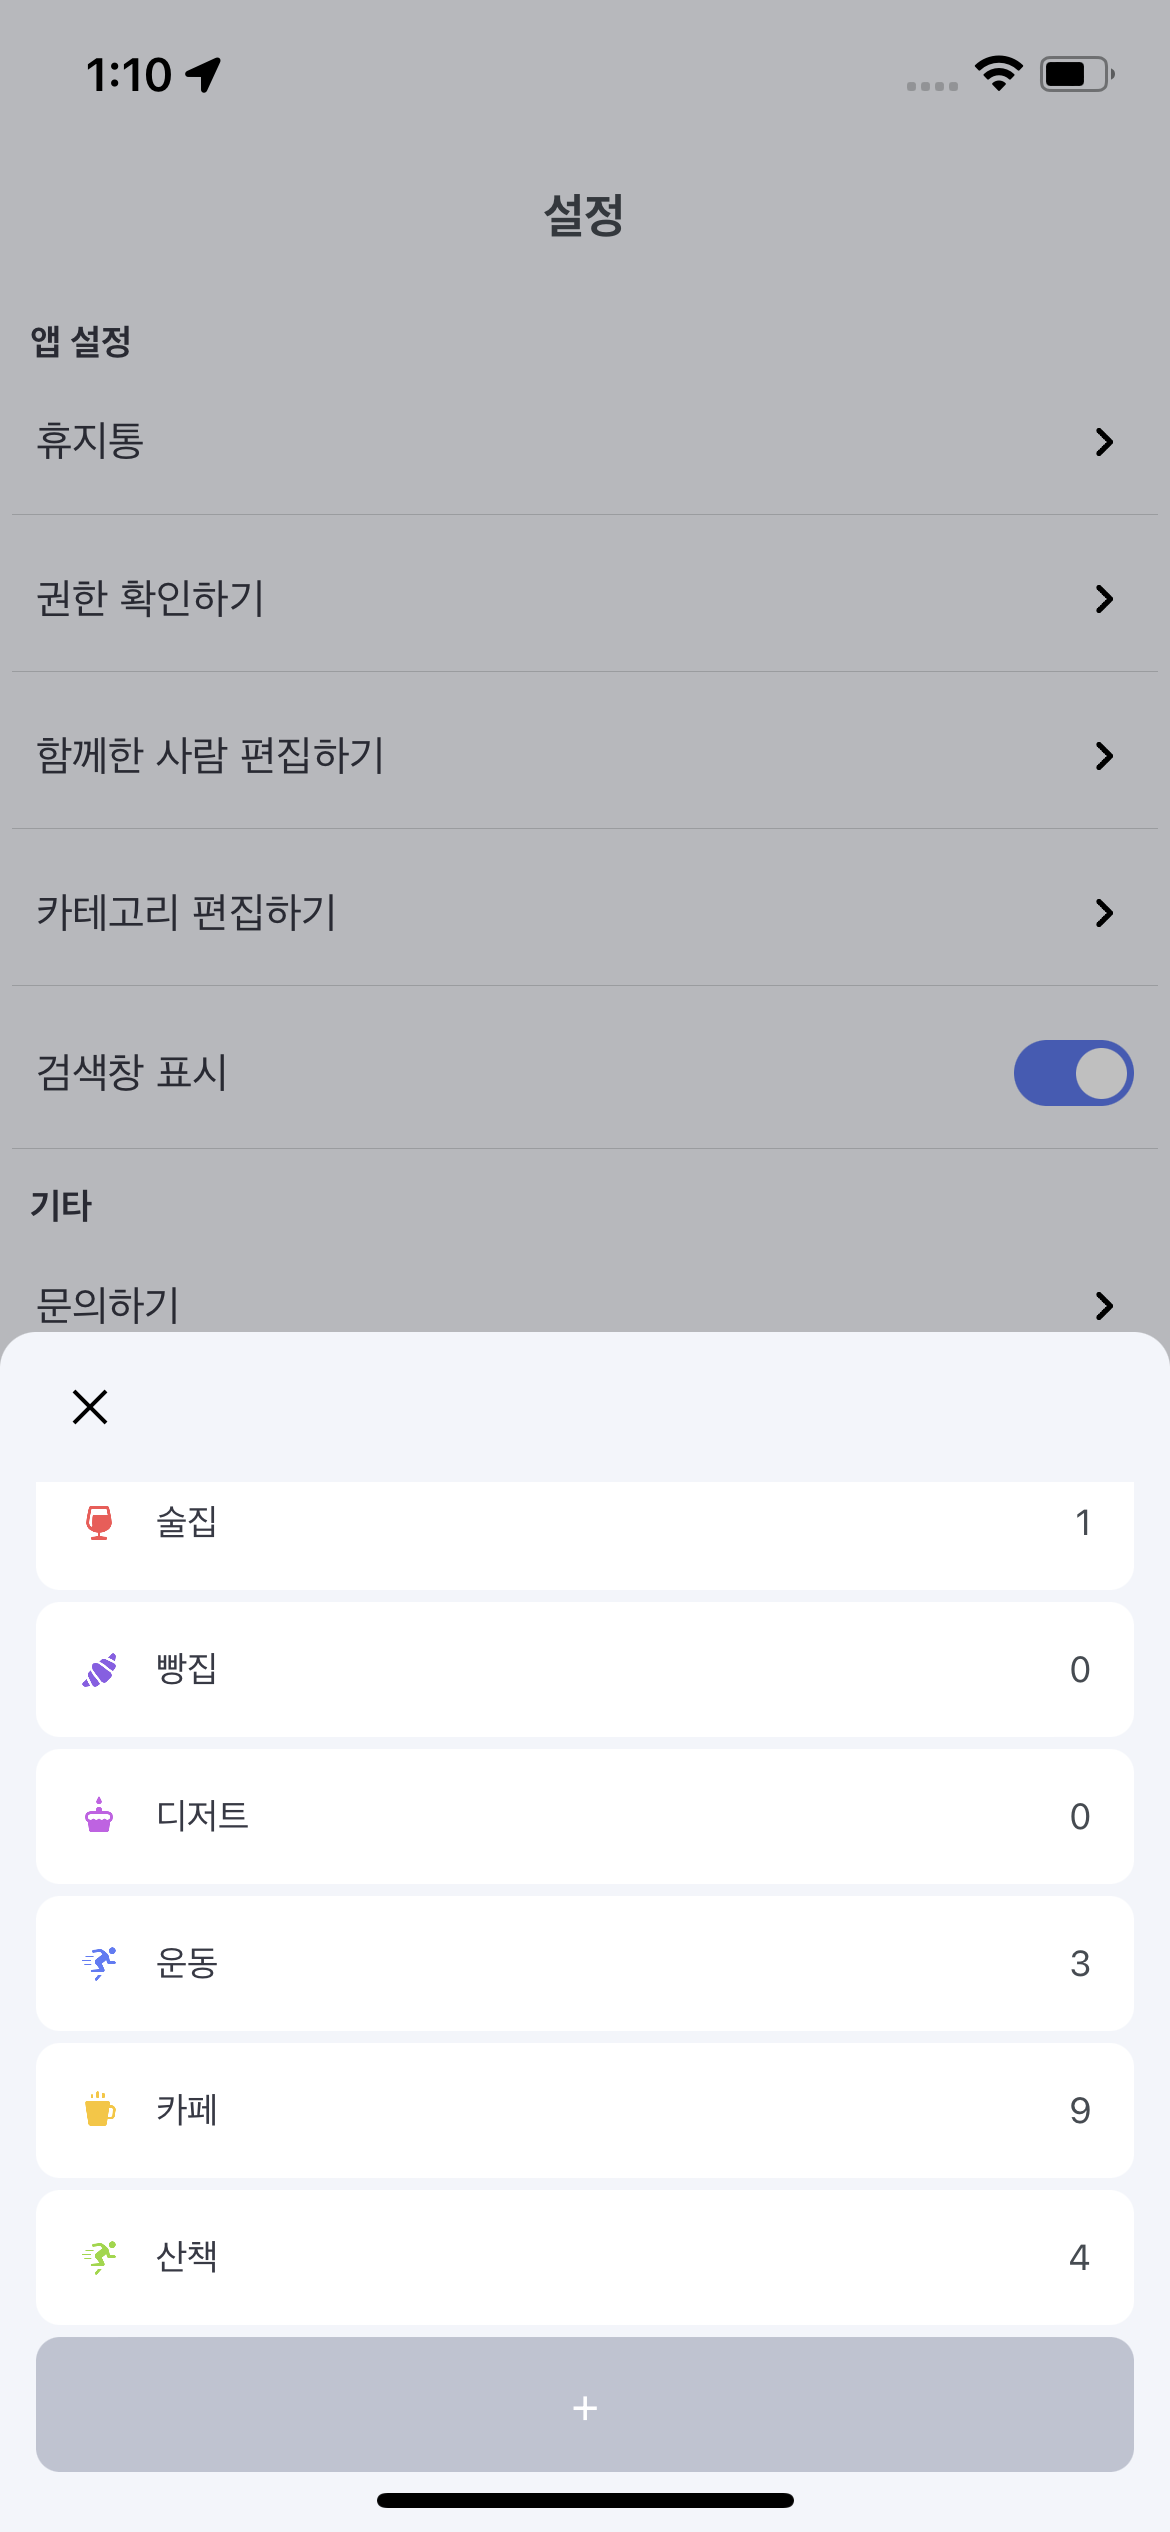 1:10
설정
앱 설정
휴지통
권한 확인하기
함께한 사람 편집하기
카테고리 편집하기
검색창 표시
기타
문의하기
술집 1
빵집 0
디저트 0
운동 3
카페 9
산책 4
+